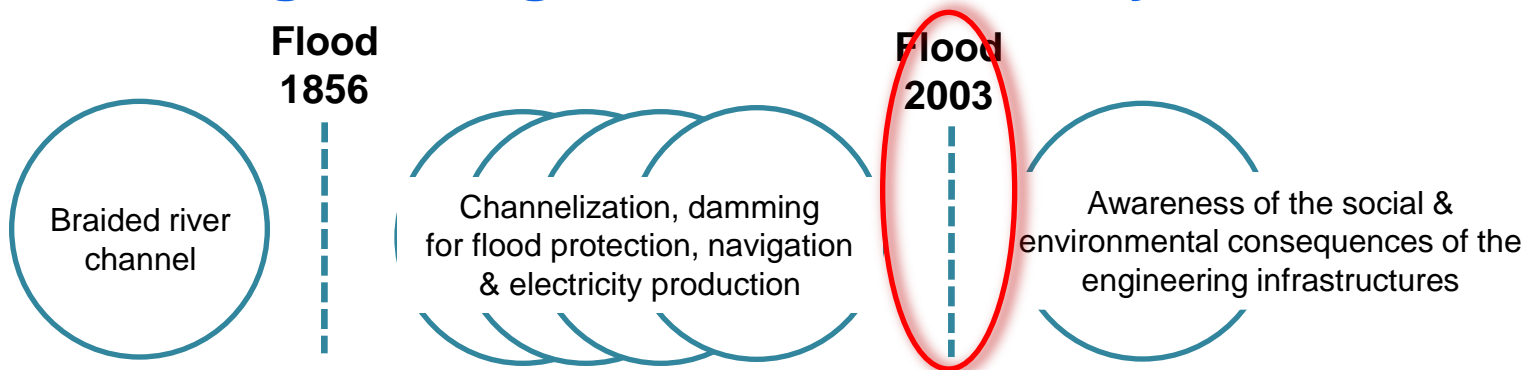 Flood
1856
Flood
2003
Braided river
channel
Channelization, damming
for flood protection, navigation
& electricity production
Awareness of the social &
environmental consequences of the
engineering infrastructures